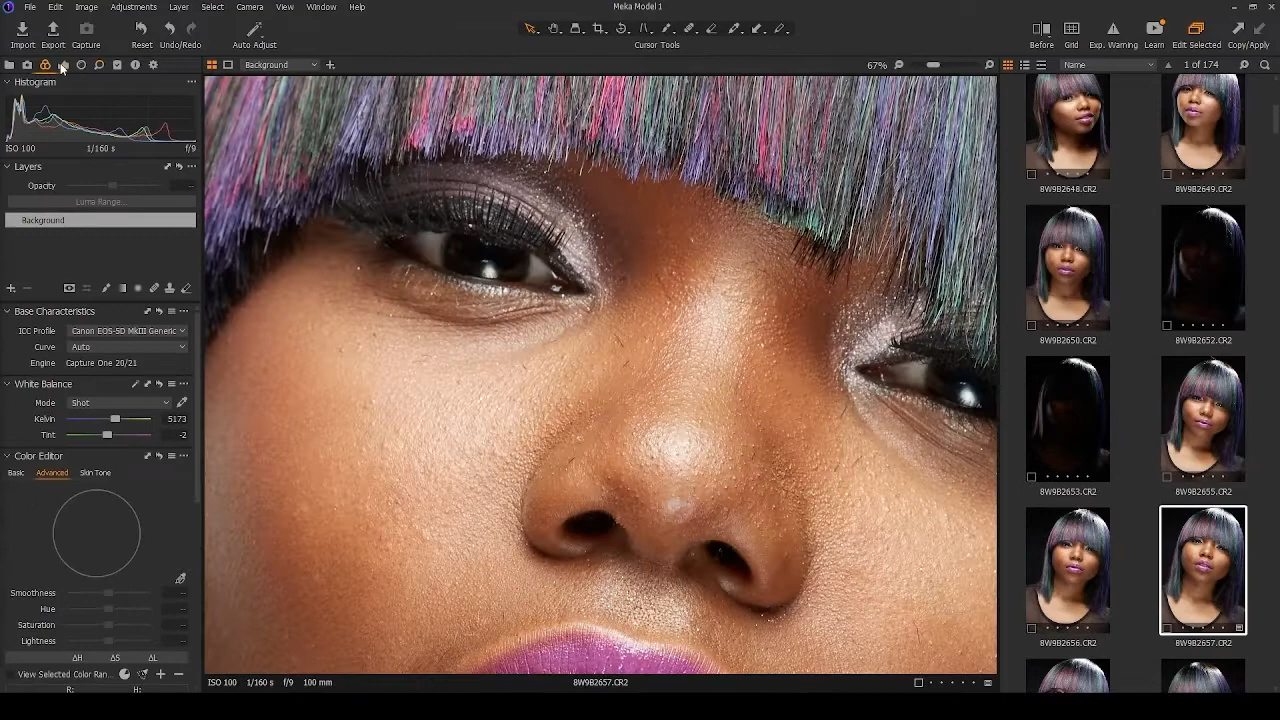 Meka Model 1
File Edit Image Adjustments Layer Select Camera View Window Help
Import Export Capture Reset Undo/Redo Auto Adjust Cursor Tools Before Grid Exp. Warning Learn Edit Selected Copy/Apply
Background 67% Name 1 of 174
Histogram
ISO 100 1/160 s f/9
Layers
Opacity --
Luma Range...
Background
Base Characteristics
ICC Profile Canon EOS-5D MkIII Generic
Curve Auto
Engine Capture One 20/21
White Balance
Mode Shot
Kelvin 5173
Tint -2
Color Editor
Basic Advanced Skin Tone
Smoothness --
Hue --
Saturation --
Lightness --
ΔH ΔS ΔL
View Selected Color Ran...
R: H:
ISO 100 1/160 s f/9 100 mm 8W9B2657.CR2
8W9B2648.CR2 8W9B2649.CR2
8W9B2650.CR2 8W9B2652.CR2
8W9B2653.CR2 8W9B2655.CR2
8W9B2656.CR2 8W9B2657.CR2